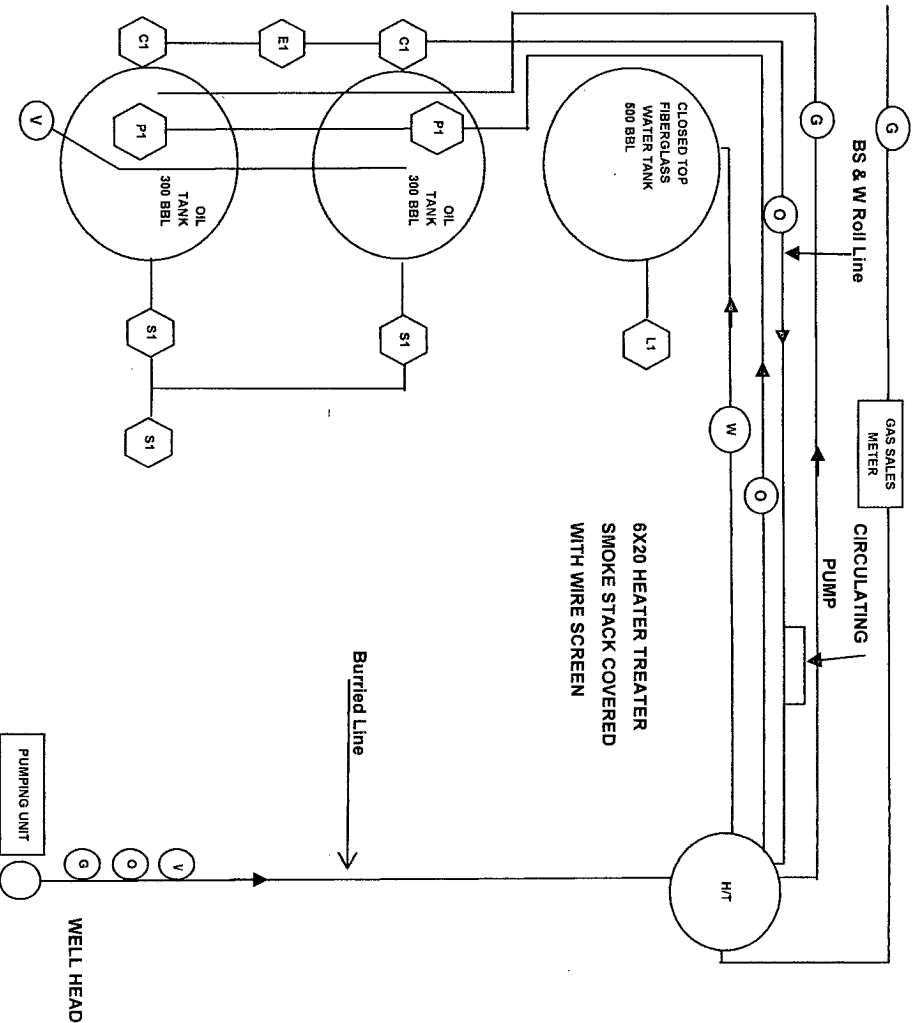 G
GAS SALES
METER
G
BS & W Roll Line
O
CIRCULATING
PUMP
O
W
CLOSED TOP
FIBERGLASS
WATER TANK
500 BBL
L1
C1
E1
C1
P1
P1
OIL
TANK
300 BBL
OIL
TANK
300 BBL
V
S1
S1
S1
6X20 HEATER TREATER
SMOKE STACK COVERED
WITH WIRE SCREEN
H/T
Burried Line
V
O
G
PUMPING UNIT
WELL HEAD